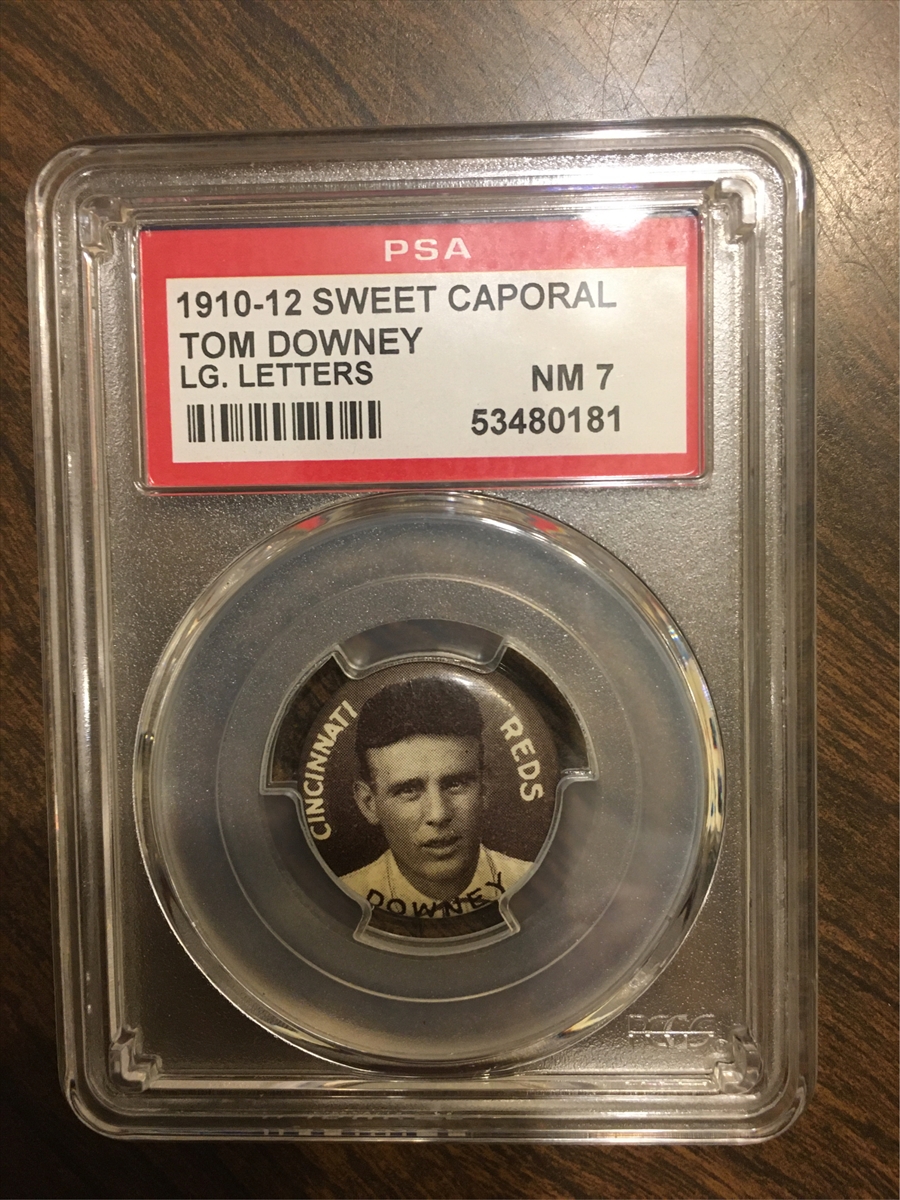 PSA
1910-12 SWEET CAPORAL
TOM DOWNEY
LG. LETTERS
NM 7
53480181
CINCINNATI
REDS
DOWNEY